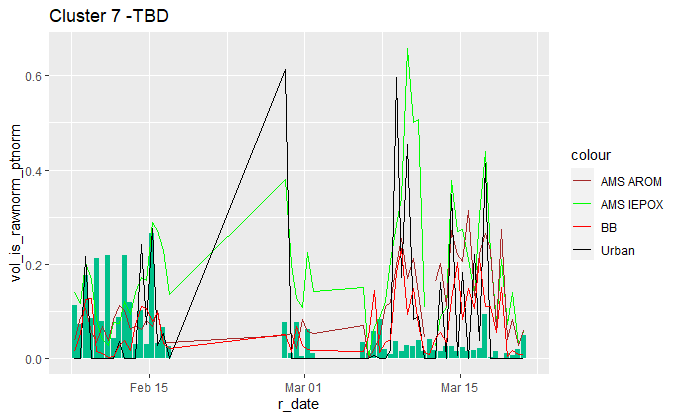 Cluster 7 -TBD
vol_is_rawnorm_ptnorm
0.6
0.4
0.2
0.0
Feb 15
Mar 01
Mar 15
r_date
colour
AMS AROM
AMS IEPOX
BB
Urban